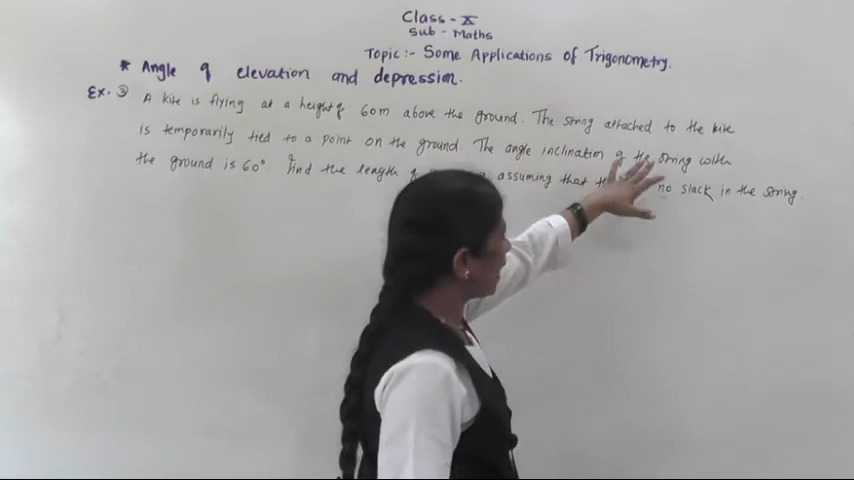 Class - X
Sub - Maths
Topic :- Some Applications of Trigonometry.
* Angle of elevation and depression.
Ex. ③ A kite is flying at a height of 60m above the ground. The string attached to the kite
is temporarily tied to a point on the ground. The angle inclination of the string with
the ground is 60°. Find the length of assuming that no slack in the string.